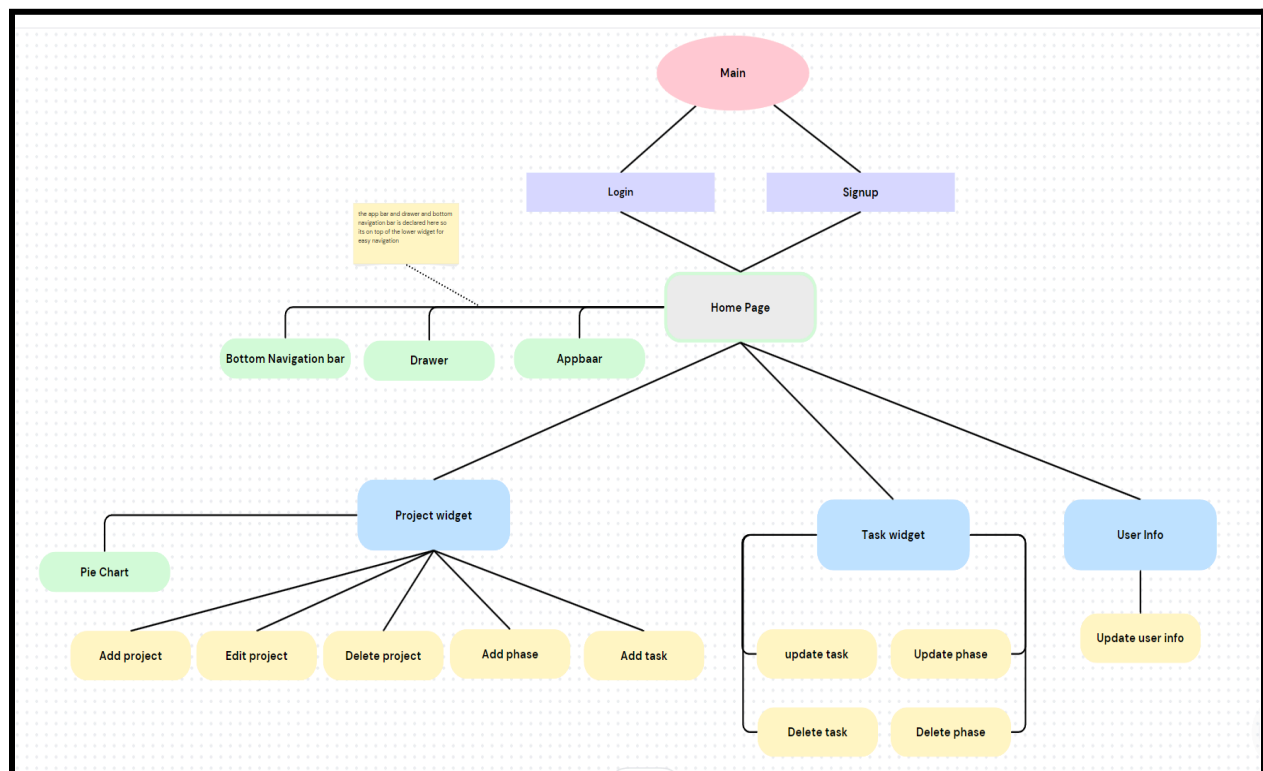 Main
Login
Signup
the app bar and drawer and bottom
navigation bar is declared here so
its on top of the lower widget for
easy navigation
Home Page
Bottom Navigation bar
Drawer
Appbaar
Project widget
Task widget
User Info
Pie Chart
Add project
Edit project
Delete project
Add phase
Add task
update task
Update phase
Update user info
Delete task
Delete phase